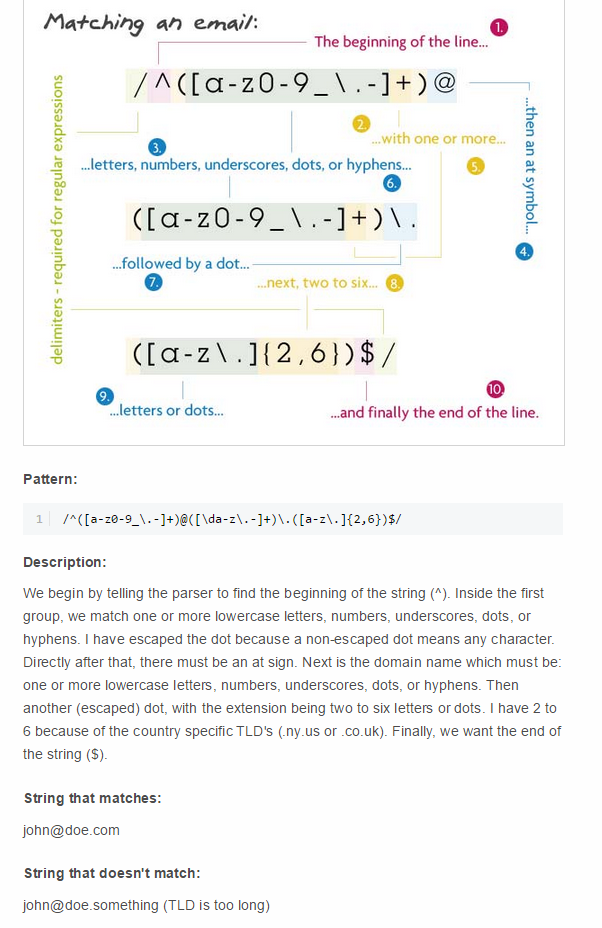 Matching an email:
1.
The beginning of the line...
/^([a-z0-9_\.-]+)@
2.
...with one or more...
3.
...letters, numbers, underscores, dots, or hyphens...
...then an at symbol...
4.
5.
6.
([a-z0-9_\.-]+)\.
...followed by a dot...
7.
...next, two to six...
8.
delimiters - required for regular expressions
([a-z\.]{2,6})$/
9.
...letters or dots...
10.
...and finally the end of the line.
Pattern:
1 /^([a-z0-9_\.-]+)@([\da-z\.-]+)\.([a-z\.]{2,6})$/
Description:
We begin by telling the parser to find the beginning of the string (^). Inside the first
group, we match one or more lowercase letters, numbers, underscores, dots, or
hyphens. I have escaped the dot because a non-escaped dot means any character.
Directly after that, there must be an at sign. Next is the domain name which must be:
one or more lowercase letters, numbers, underscores, dots, or hyphens. Then
another (escaped) dot, with the extension being two to six letters or dots. I have 2 to
6 because of the country specific TLD's (.ny.us or .co.uk). Finally, we want the end of
the string ($).
String that matches:
john@doe.com
String that doesn't match:
john@doe.something (TLD is too long)